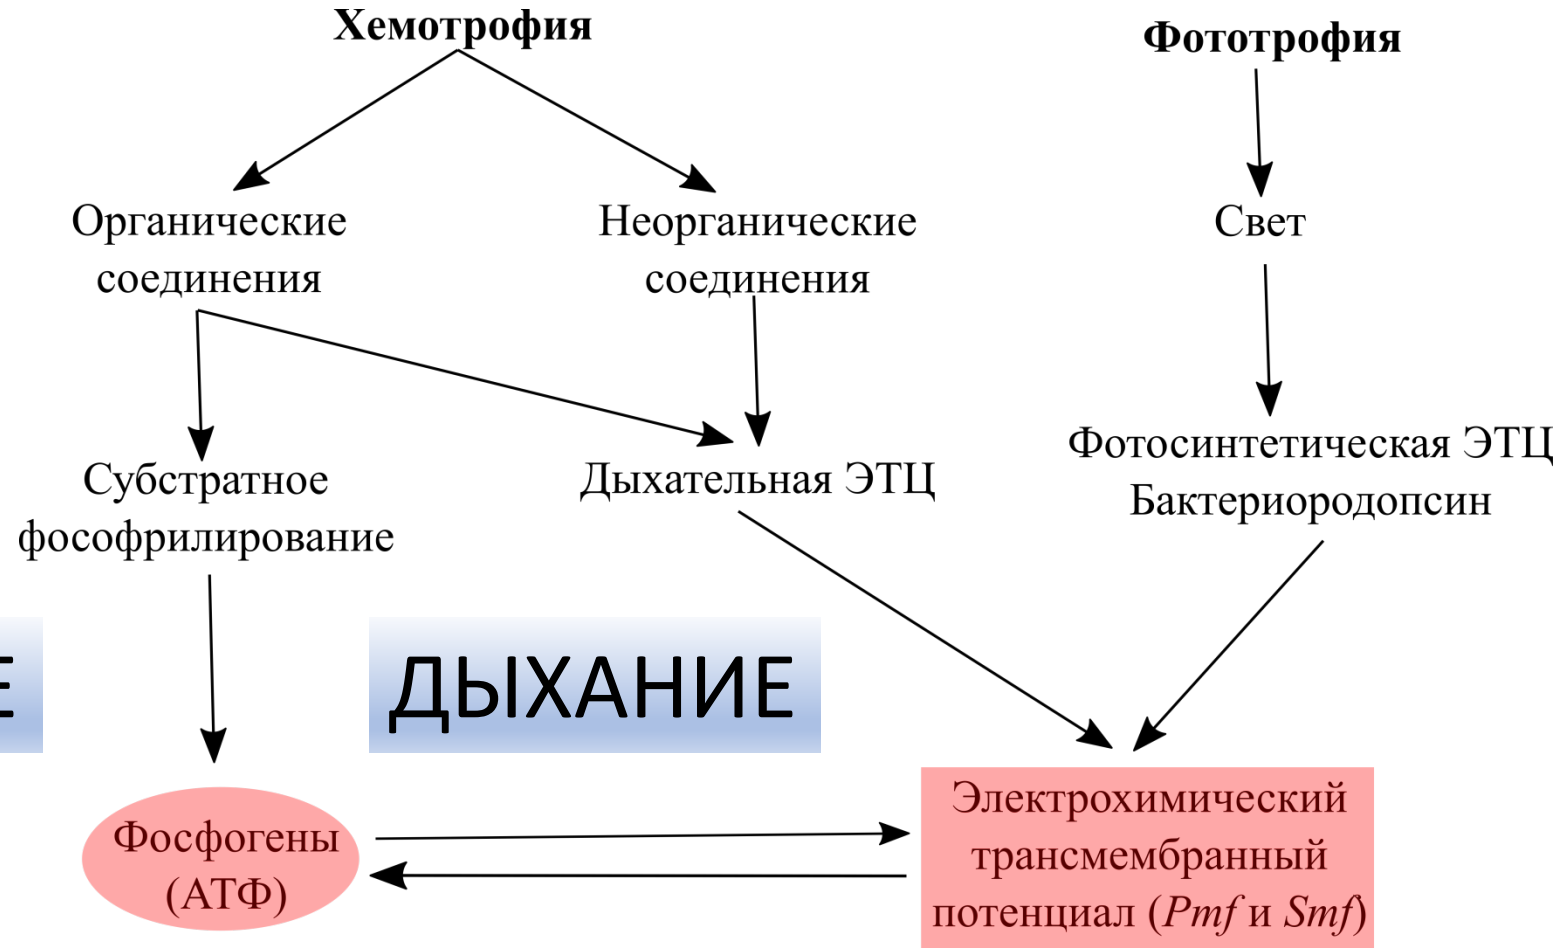 Хемотрофия
Фототрофия
Органические
соединения
Неорганические
соединения
Свет
Субстратное
фософрилирование
Дыхательная ЭТЦ
Фотосинтетическая ЭТЦ
Бактериородопсин
Е
ДЫХАНИЕ
Фосфогены
(АТФ)
Электрохимический
трансмембранный
потенциал (Pmf и Smf)